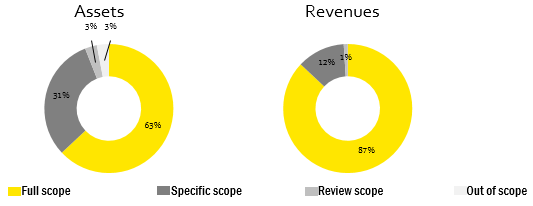 Assets
Revenues
3%
3%
31%
63%
12%
1%
87%
Full scope
Specific scope
Review scope
Out of scope